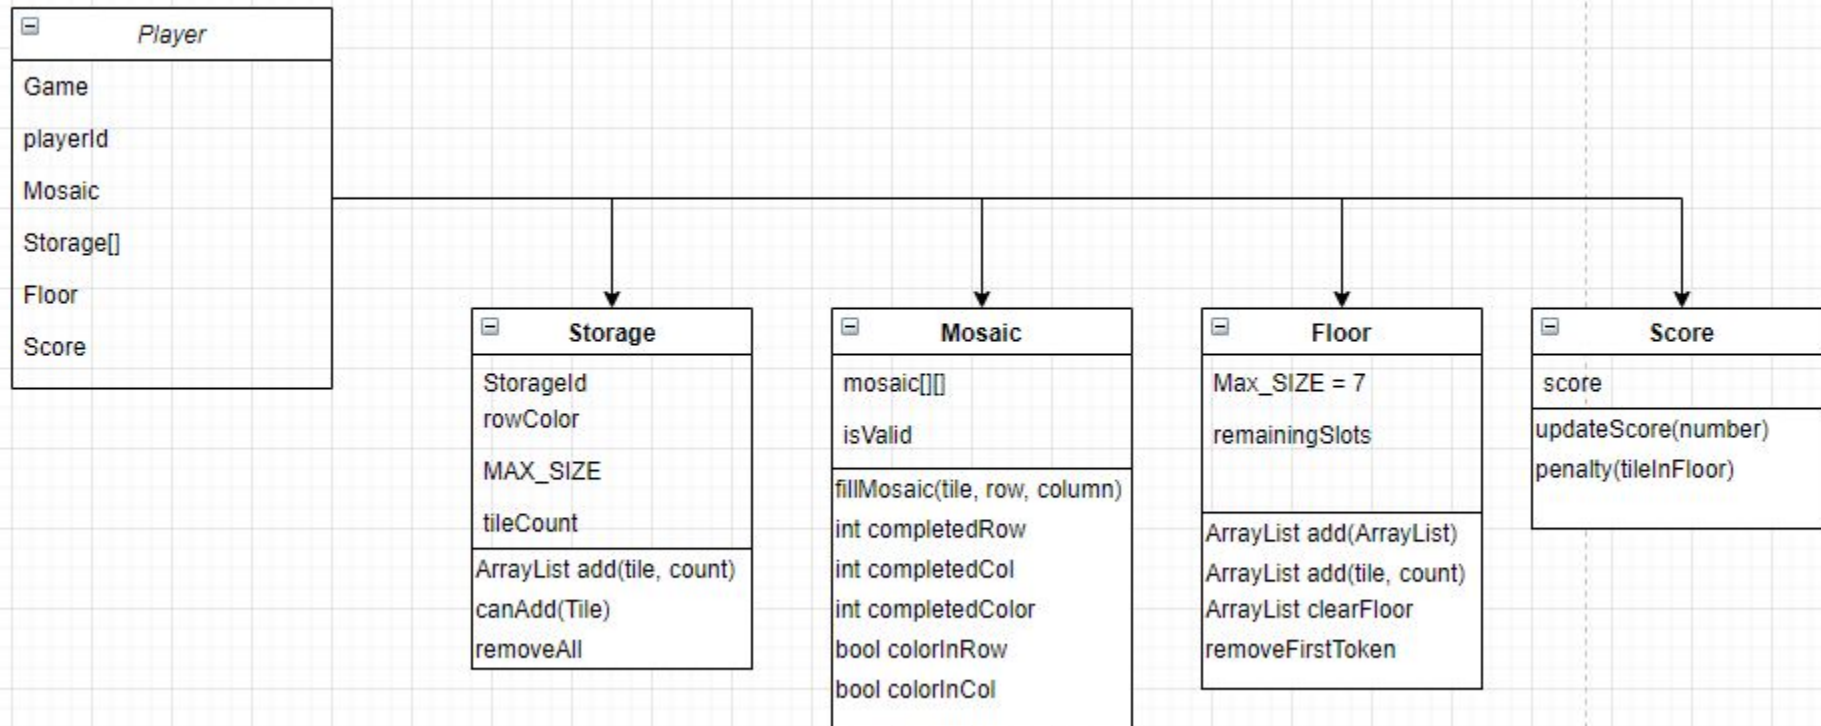 Player
Game
playerId
Mosaic
Storage[]
Floor
Score
Storage
StorageId
rowColor
MAX_SIZE
tileCount
ArrayList add(tile, count)
canAdd(Tile)
removeAll
Mosaic
mosaic[][]
isValid
fillMosaic(tile, row, column)
int completedRow
int completedCol
int completedColor
bool colorInRow
bool colorInCol
Floor
Max_SIZE = 7
remainingSlots
ArrayList add(ArrayList)
ArrayList add(tile, count)
ArrayList clearFloor
removeFirstToken
Score
score
updateScore(number)
penalty(tileInFloor)